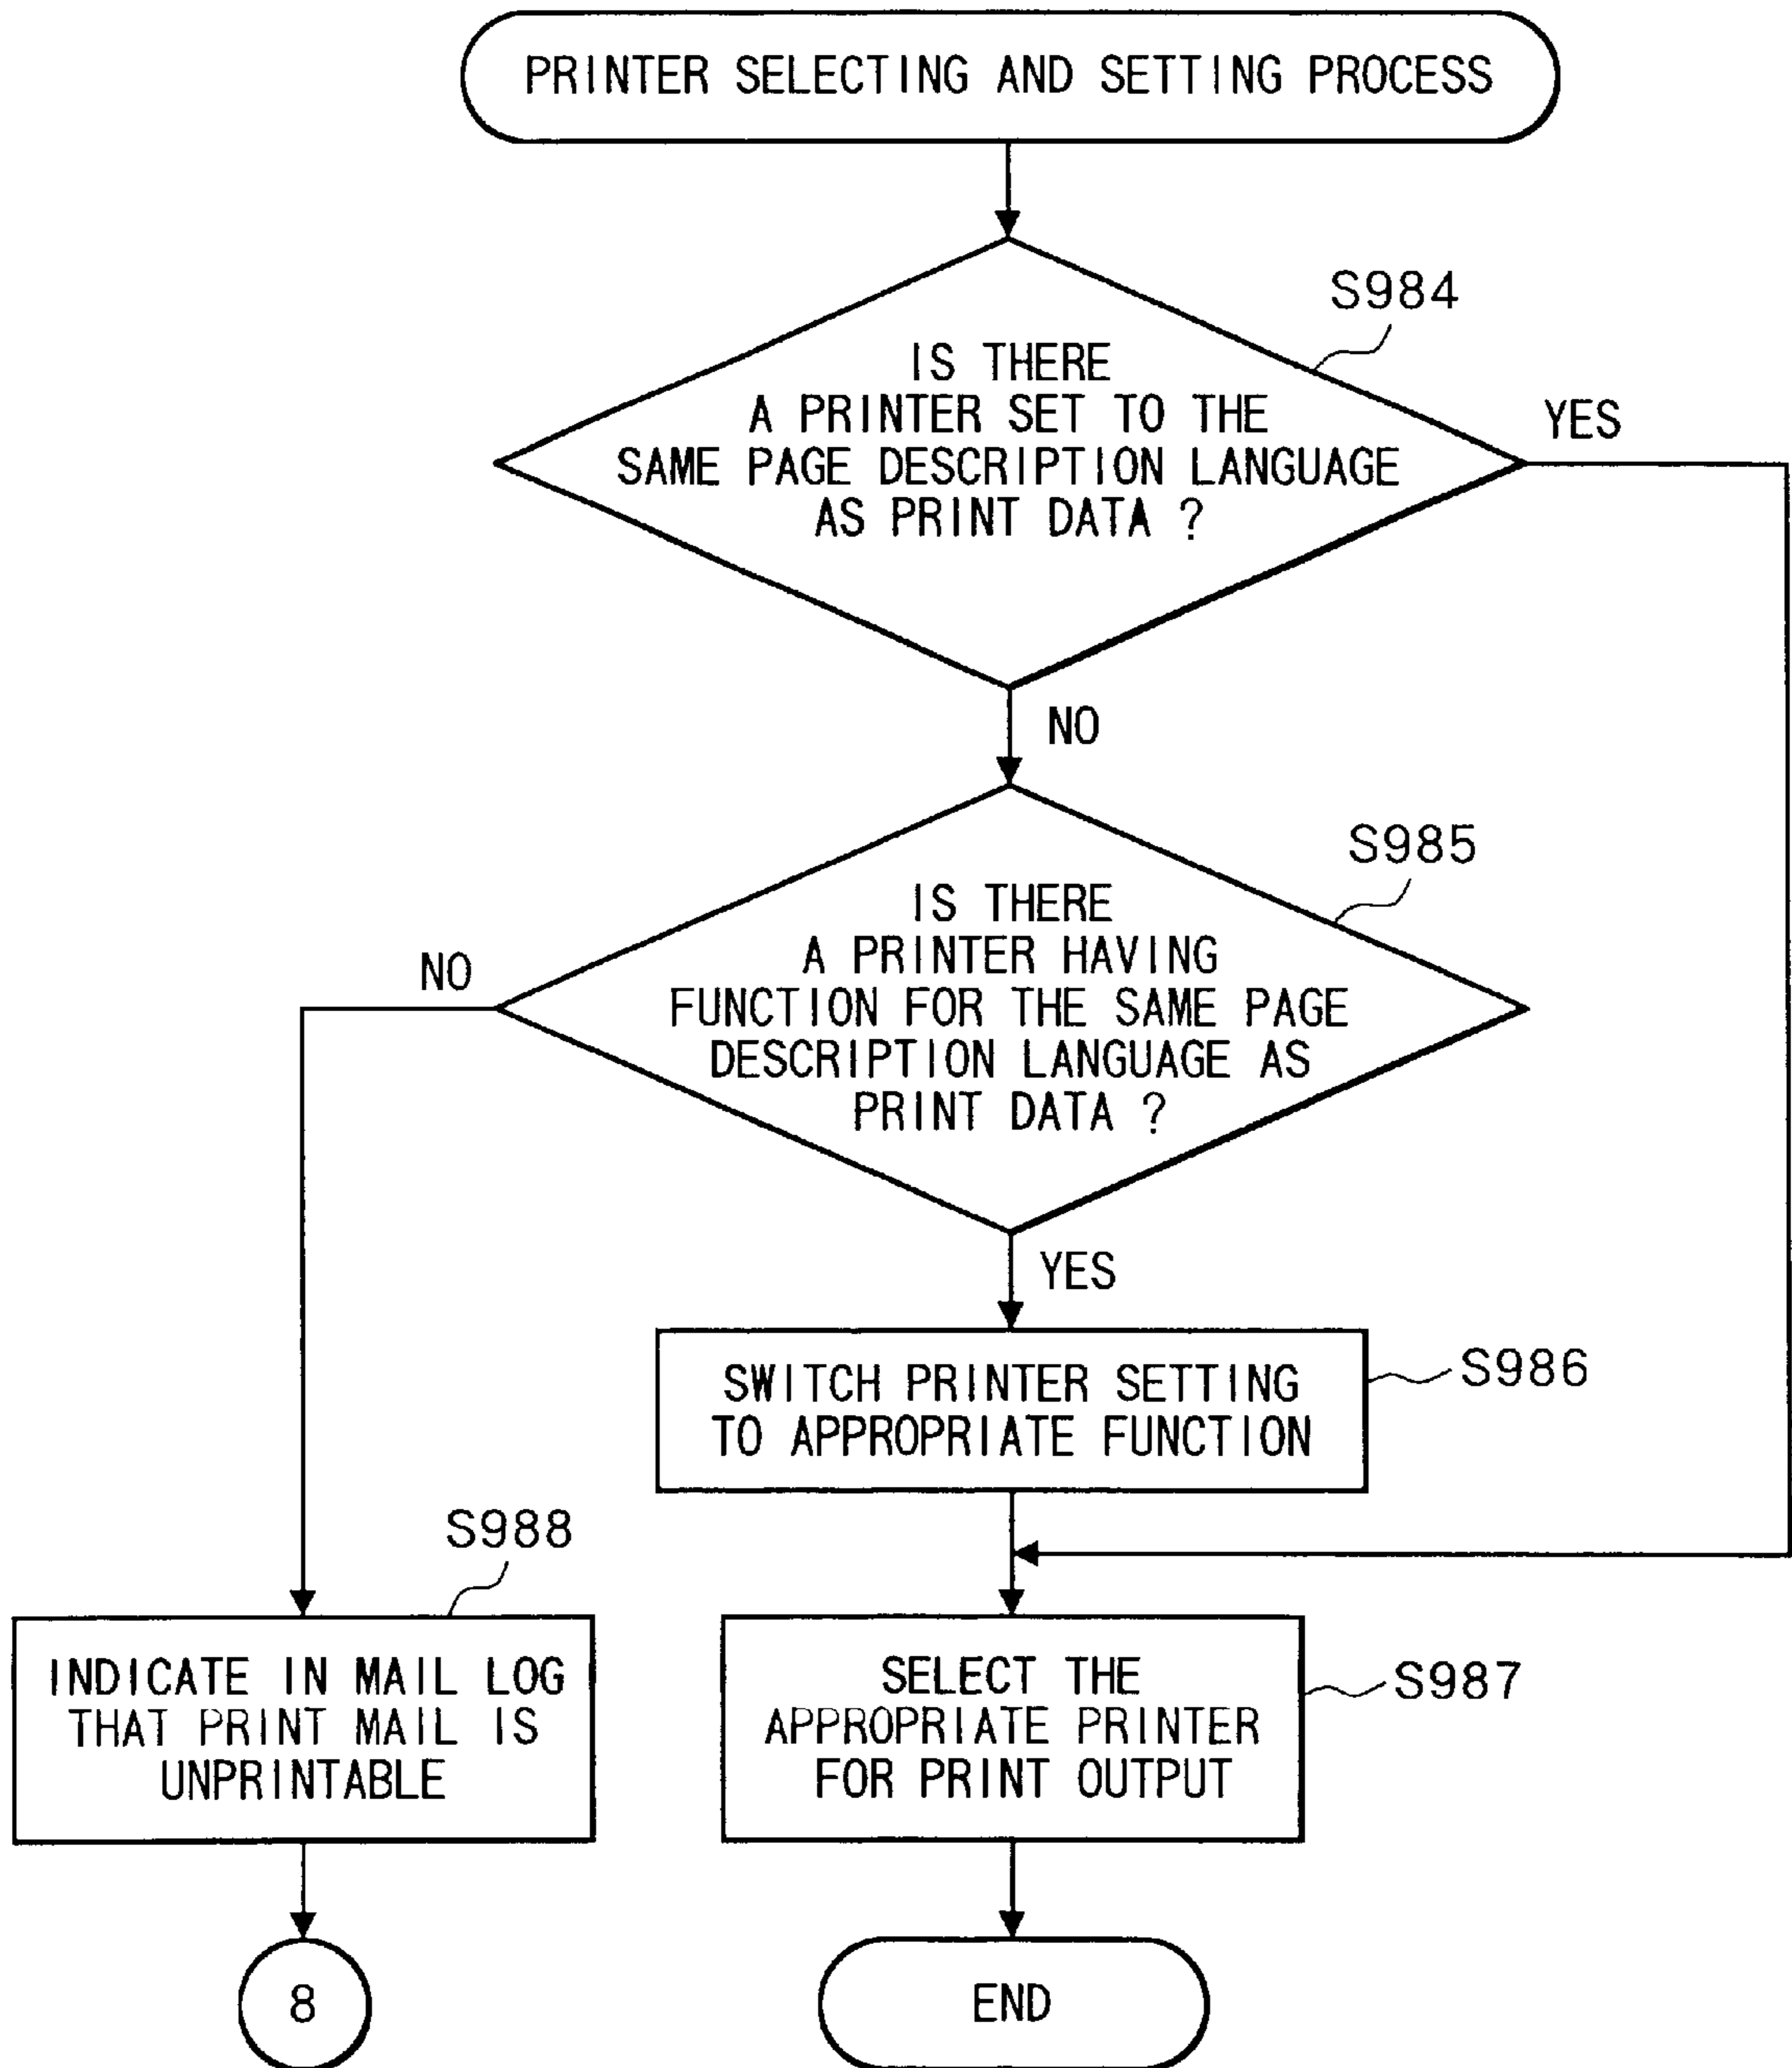 PRINTER SELECTING AND SETTING PROCESS
S984
IS THERE
A PRINTER SET TO THE
SAME PAGE DESCRIPTION LANGUAGE
AS PRINT DATA ?
YES
NO
S985
IS THERE
A PRINTER HAVING
FUNCTION FOR THE SAME PAGE
DESCRIPTION LANGUAGE AS
PRINT DATA ?
NO
YES
SWITCH PRINTER SETTING
TO APPROPRIATE FUNCTION
S986
S988
INDICATE IN MAIL LOG
THAT PRINT MAIL IS
UNPRINTABLE
SELECT THE
APPROPRIATE PRINTER
FOR PRINT OUTPUT
S987
8
END